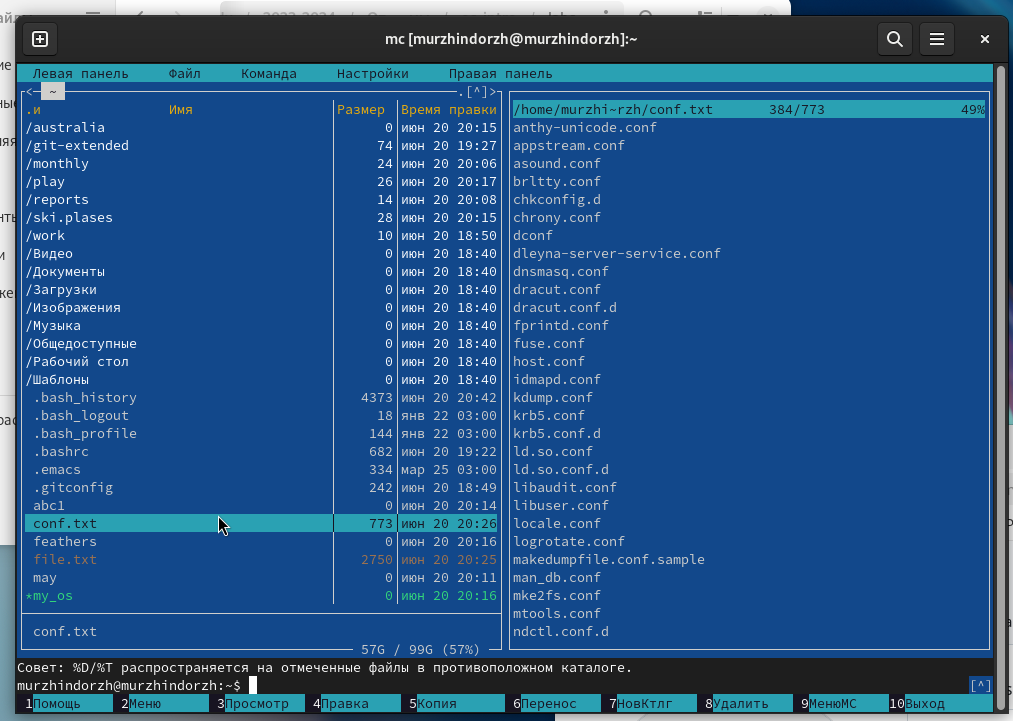 mc [murzhindorzh@murzhindorzh]:~
Левая панель Файл Команда Настройки Правая панель
<─ ~ .[^]>
.и Имя Размер Время правки
/australia 0 июн 20 20:15
/git-extended 74 июн 20 19:27
/monthly 24 июн 20 20:06
/play 26 июн 20 20:17
/reports 14 июн 20 20:08
/ski.plases 28 июн 20 20:15
/work 10 июн 20 18:50
/Видео 0 июн 20 18:40
/Документы 0 июн 20 18:40
/Загрузки 0 июн 20 18:40
/Изображения 0 июн 20 18:40
/Музыка 0 июн 20 18:40
/Общедоступные 0 июн 20 18:40
/Рабочий стол 0 июн 20 18:40
/Шаблоны 0 июн 20 18:40
.bash_history 4373 июн 20 20:42
.bash_logout 18 янв 22 03:00
.bash_profile 144 янв 22 03:00
.bashrc 682 июн 20 19:22
.emacs 334 мар 25 03:00
.gitconfig 242 июн 20 18:49
abc1 0 июн 20 20:14
conf.txt 773 июн 20 20:26
feathers 0 июн 20 20:16
file.txt 2750 июн 20 20:25
may 0 июн 20 20:11
*my_os 0 июн 20 20:16
conf.txt
57G / 99G (57%)
/home/murzhi~rzh/conf.txt 384/773 49%
anthy-unicode.conf
appstream.conf
asound.conf
brltty.conf
chkconfig.d
chrony.conf
dconf
dleyna-server-service.conf
dnsmasq.conf
dracut.conf
dracut.conf.d
fprintd.conf
fuse.conf
host.conf
idmapd.conf
kdump.conf
krb5.conf
krb5.conf.d
ld.so.conf
ld.so.conf.d
libaudit.conf
libuser.conf
locale.conf
logrotate.conf
makedumpfile.conf.sample
man_db.conf
mke2fs.conf
mtools.conf
ndctl.conf.d
Совет: %D/%T распространяется на отмеченные файлы в противоположном каталоге.
murzhindorzh@murzhindorzh:~$ [^]
1Помощь 2Меню 3Просмотр 4Правка 5Копия 6Перенос 7НовКтлг 8Удалить 9МенюМС 10Выход